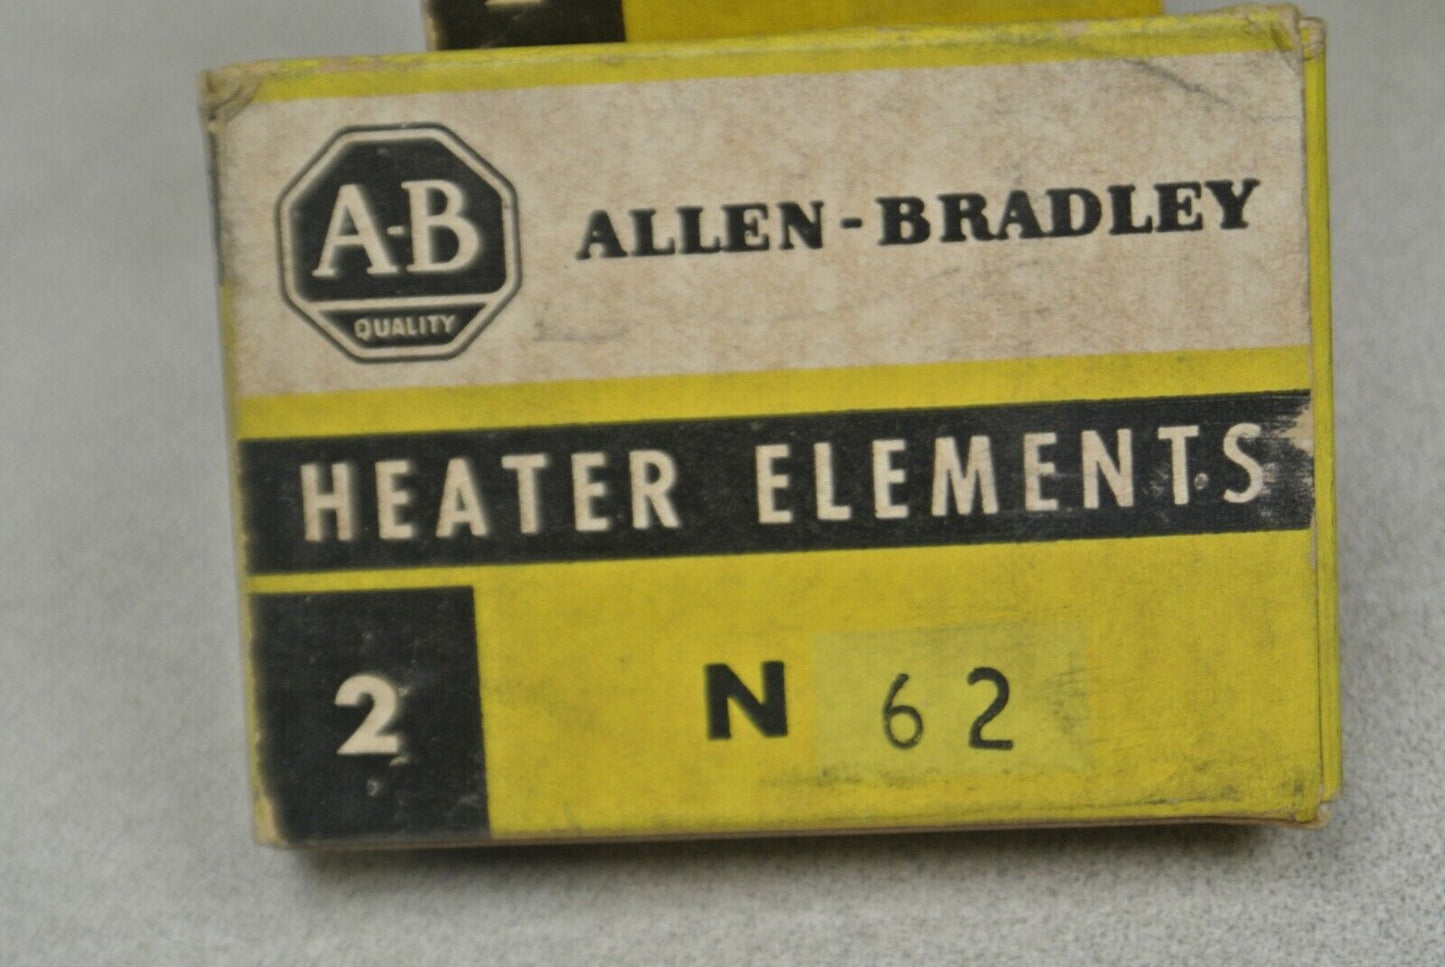 A-B
QUALITY
ALLEN-BRADLEY
HEATER ELEMENTS
2
N 62